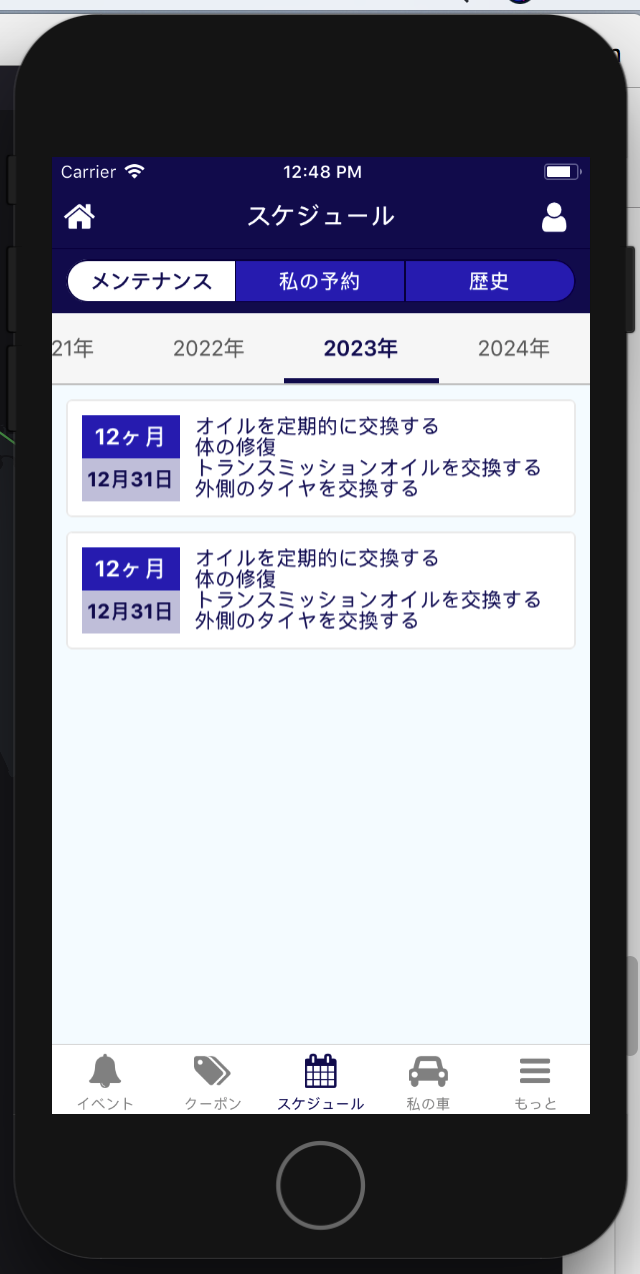 Carrier 12:48 PM
スケジュール
メンテナンス 私の予約 歴史
21年 2022年 2023年 2024年
12ヶ月
12月31日
オイルを定期的に交換する
体の修復
トランスミッションオイルを交換する
外側のタイヤを交換する
12ヶ月
12月31日
オイルを定期的に交換する
体の修復
トランスミッションオイルを交換する
外側のタイヤを交換する
イベント クーポン スケジュール 私の車 もっと